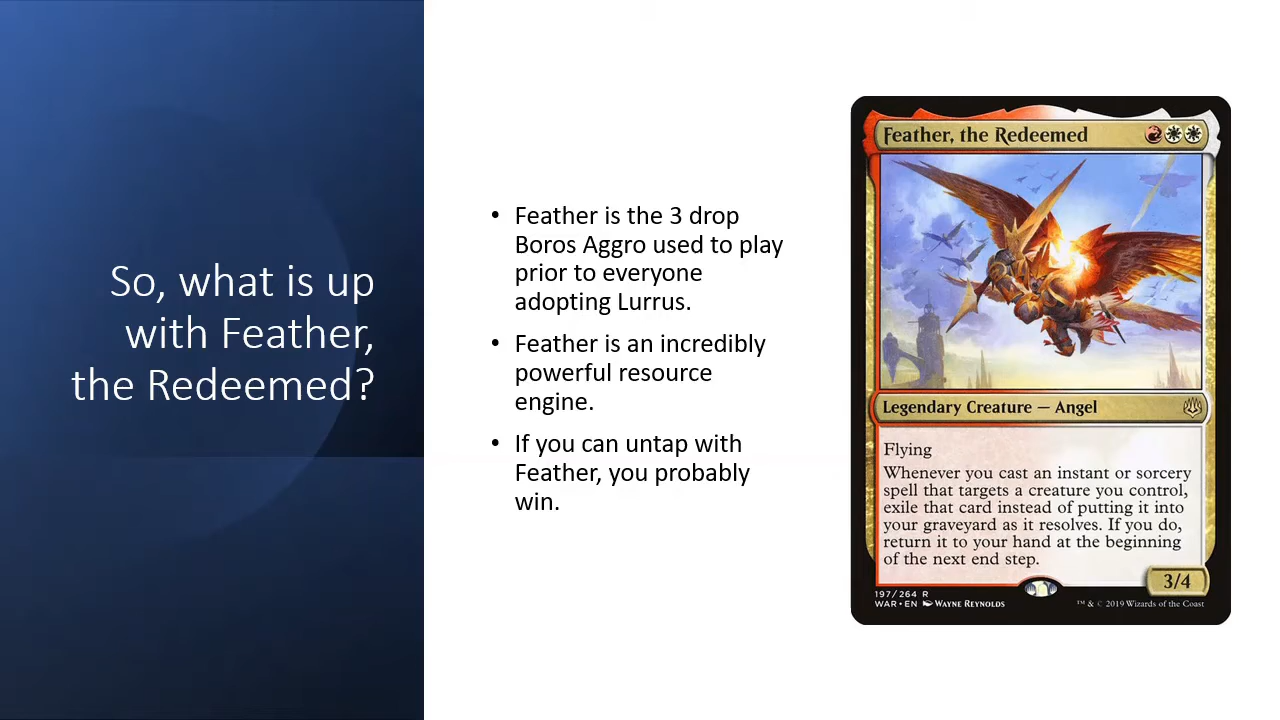 So, what is up
with Feather,
the Redeemed?
• Feather is the 3 drop
Boros Aggro used to play
prior to everyone
adopting Lurrus.
• Feather is an incredibly
powerful resource
engine.
• If you can untap with
Feather, you probably
win.
Feather, the Redeemed
Legendary Creature — Angel
Flying
Whenever you cast an instant or sorcery
spell that targets a creature you control,
exile that card instead of putting it into
your graveyard as it resolves. If you do,
return it to your hand at the beginning
of the next end step.
3/4
197/264 R
WAR • EN Wayne Reynolds
™ & © 2019 Wizards of the Coast